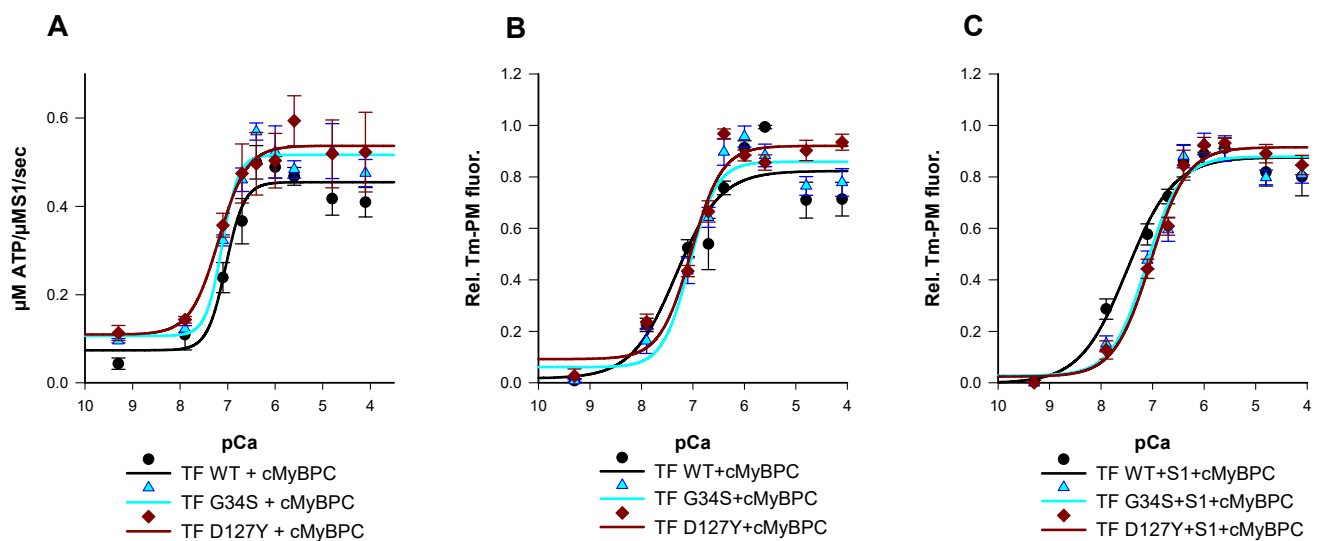 A
B
C
µM ATP/µMS1/sec
0.6
0.4
0.2
0.0
10 9 8 7 6 5 4
pCa
TF WT + cMyBPC
TF G34S + cMyBPC
TF D127Y + cMyBPC
Rel. Tm-PM fluor.
1.2
1.0
0.8
0.6
0.4
0.2
0.0
10 9 8 7 6 5 4
pCa
TF WT+cMyBPC
TF G34S+cMyBPC
TF D127Y+cMyBPC
Rel. Tm-PM fluor.
1.2
1.0
0.8
0.6
0.4
0.2
0.0
10 9 8 7 6 5 4
pCa
TF WT+S1+cMyBPC
TF G34S+S1+cMyBPC
TF D127Y+S1+cMyBPC